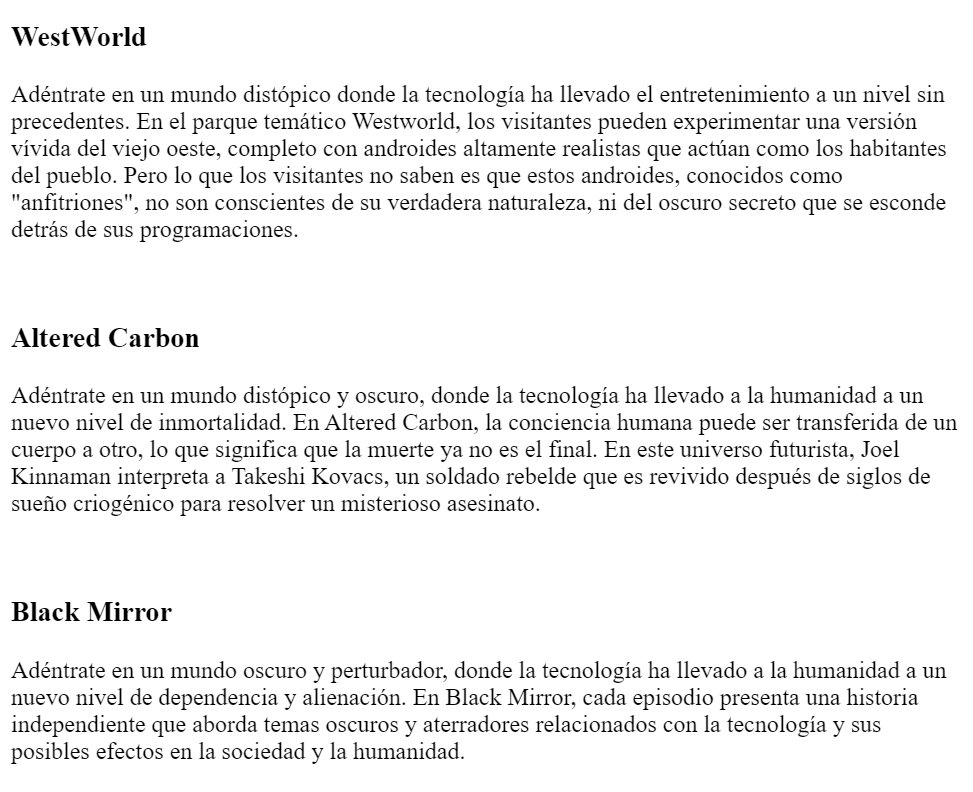 WestWorld
Adéntrate en un mundo distópico donde la tecnología ha llevado el entretenimiento a un nivel sin
precedentes. En el parque temático Westworld, los visitantes pueden experimentar una versión
vívida del viejo oeste, completo con androides altamente realistas que actúan como los habitantes
del pueblo. Pero lo que los visitantes no saben es que estos androides, conocidos como
"anfitriones", no son conscientes de su verdadera naturaleza, ni del oscuro secreto que se esconde
detrás de sus programaciones.
Altered Carbon
Adéntrate en un mundo distópico y oscuro, donde la tecnología ha llevado a la humanidad a un
nuevo nivel de inmortalidad. En Altered Carbon, la conciencia humana puede ser transferida de un
cuerpo a otro, lo que significa que la muerte ya no es el final. En este universo futurista, Joel
Kinnaman interpreta a Takeshi Kovacs, un soldado rebelde que es revivido después de siglos de
sueño criogénico para resolver un misterioso asesinato.
Black Mirror
Adéntrate en un mundo oscuro y perturbador, donde la tecnología ha llevado a la humanidad a un
nuevo nivel de dependencia y alienación. En Black Mirror, cada episodio presenta una historia
independiente que aborda temas oscuros y aterradores relacionados con la tecnología y sus
posibles efectos en la sociedad y la humanidad.